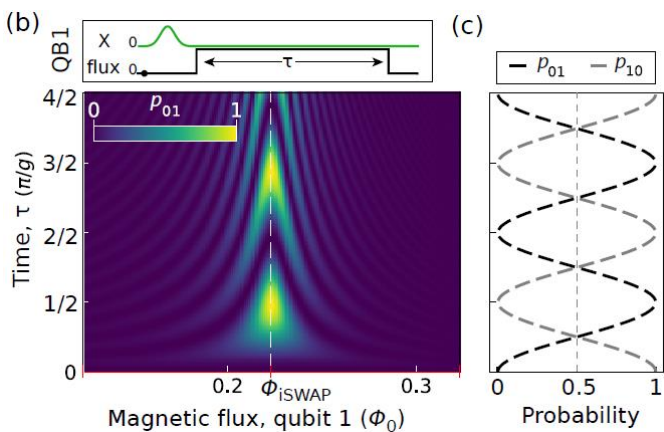 (b)
QB1
X 0
flux 0
τ
0 p₀₁ 1
Time, τ (π/g)
4/2
3/2
2/2
1/2
0
0.2 Φ_iSWAP 0.3
Magnetic flux, qubit 1 (Φ₀)
(c)
p₀₁ p₁₀
0 0.5 1
Probability